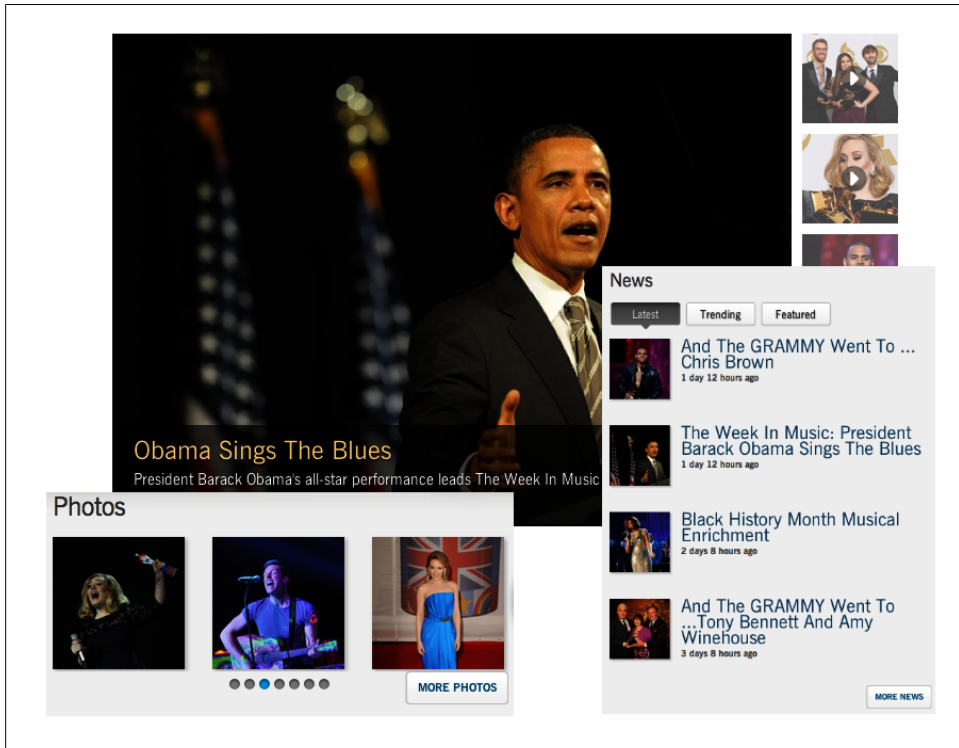 Obama Sings The Blues
President Barack Obama's all-star performance leads The Week In Music
Photos
MORE PHOTOS
News
Latest
Trending
Featured
And The GRAMMY Went To ...
Chris Brown
1 day 12 hours ago
The Week In Music: President
Barack Obama Sings The Blues
1 day 12 hours ago
Black History Month Musical
Enrichment
2 days 8 hours ago
And The GRAMMY Went To
...Tony Bennett And Amy
Winehouse
3 days 8 hours ago
MORE NEWS